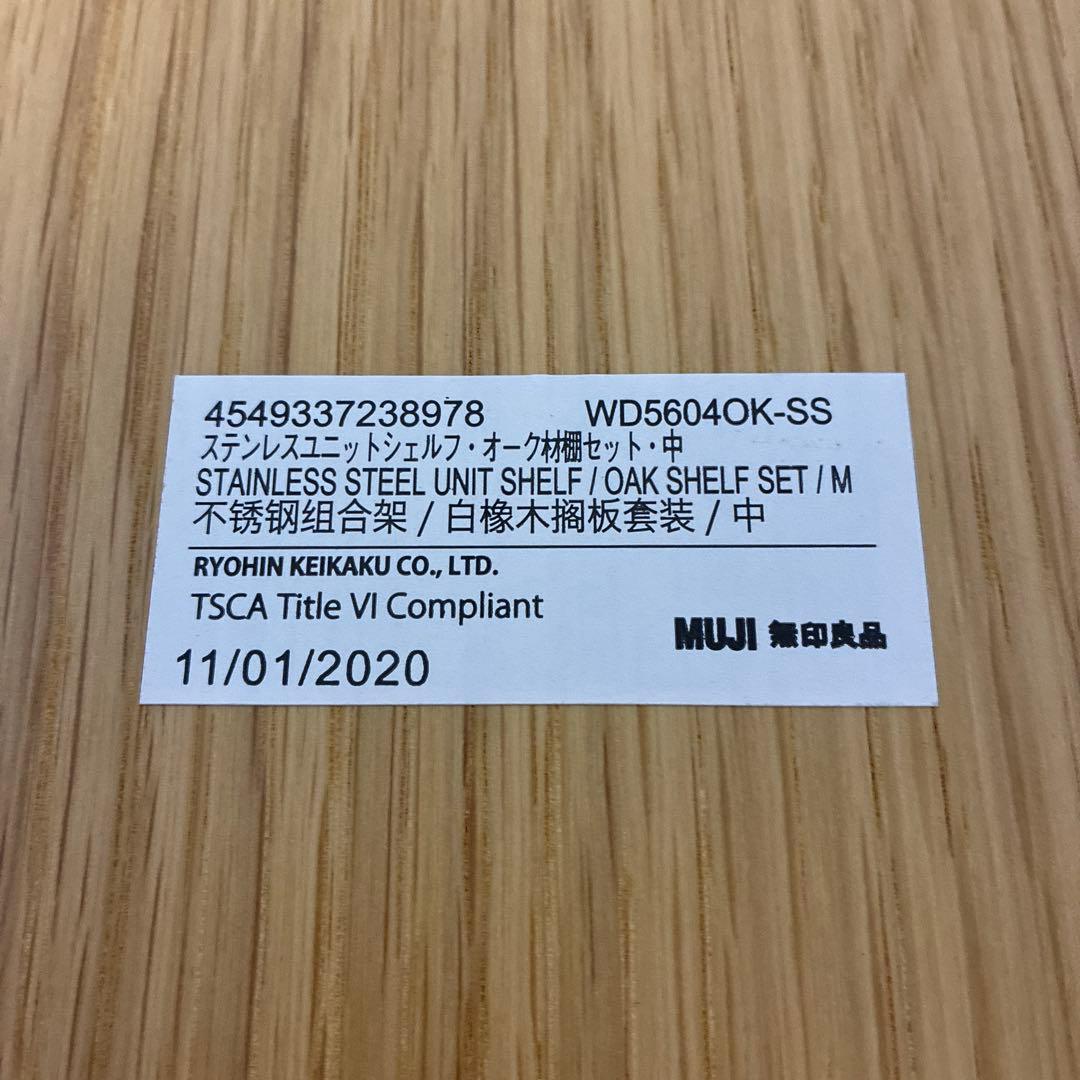 4549337238978 WD5604OK-SS
ステンレスユニットシェルフ・オーク材棚セット・中
STAINLESS STEEL UNIT SHELF / OAK SHELF SET / M
不锈钢组合架 / 白橡木搁板套装 / 中
RYOHIN KEIKAKU CO., LTD.
TSCA Title VI Compliant
MUJI 無印良品
11/01/2020